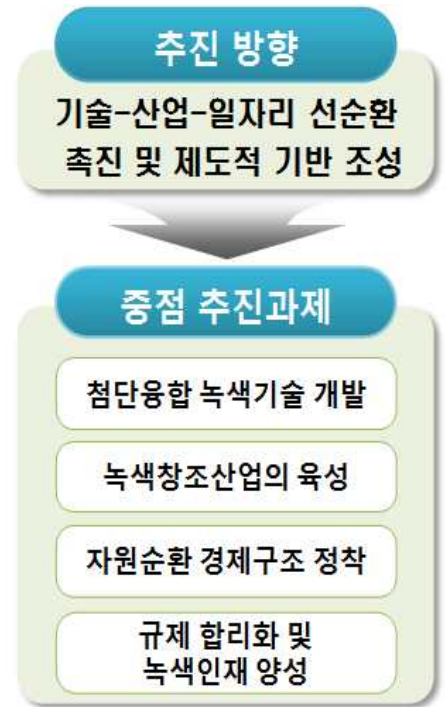 추진 방향
기술-산업-일자리 선순환
촉진 및 제도적 기반 조성
중점 추진과제
첨단융합 녹색기술 개발
녹색창조산업의 육성
자원순환 경제구조 정착
규제 합리화 및
녹색인재 양성